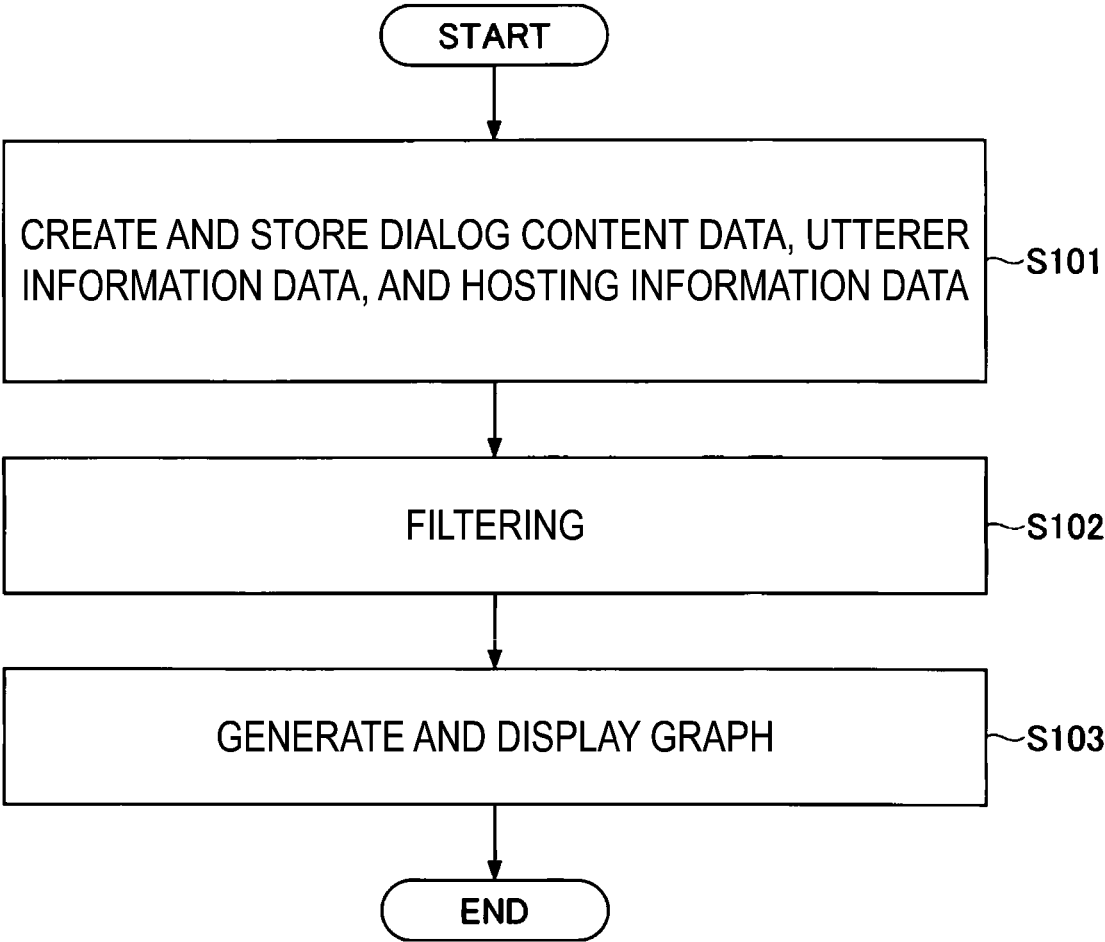 START
CREATE AND STORE DIALOG CONTENT DATA, UTTERER
INFORMATION DATA, AND HOSTING INFORMATION DATA
S101
FILTERING
S102
GENERATE AND DISPLAY GRAPH
S103
END